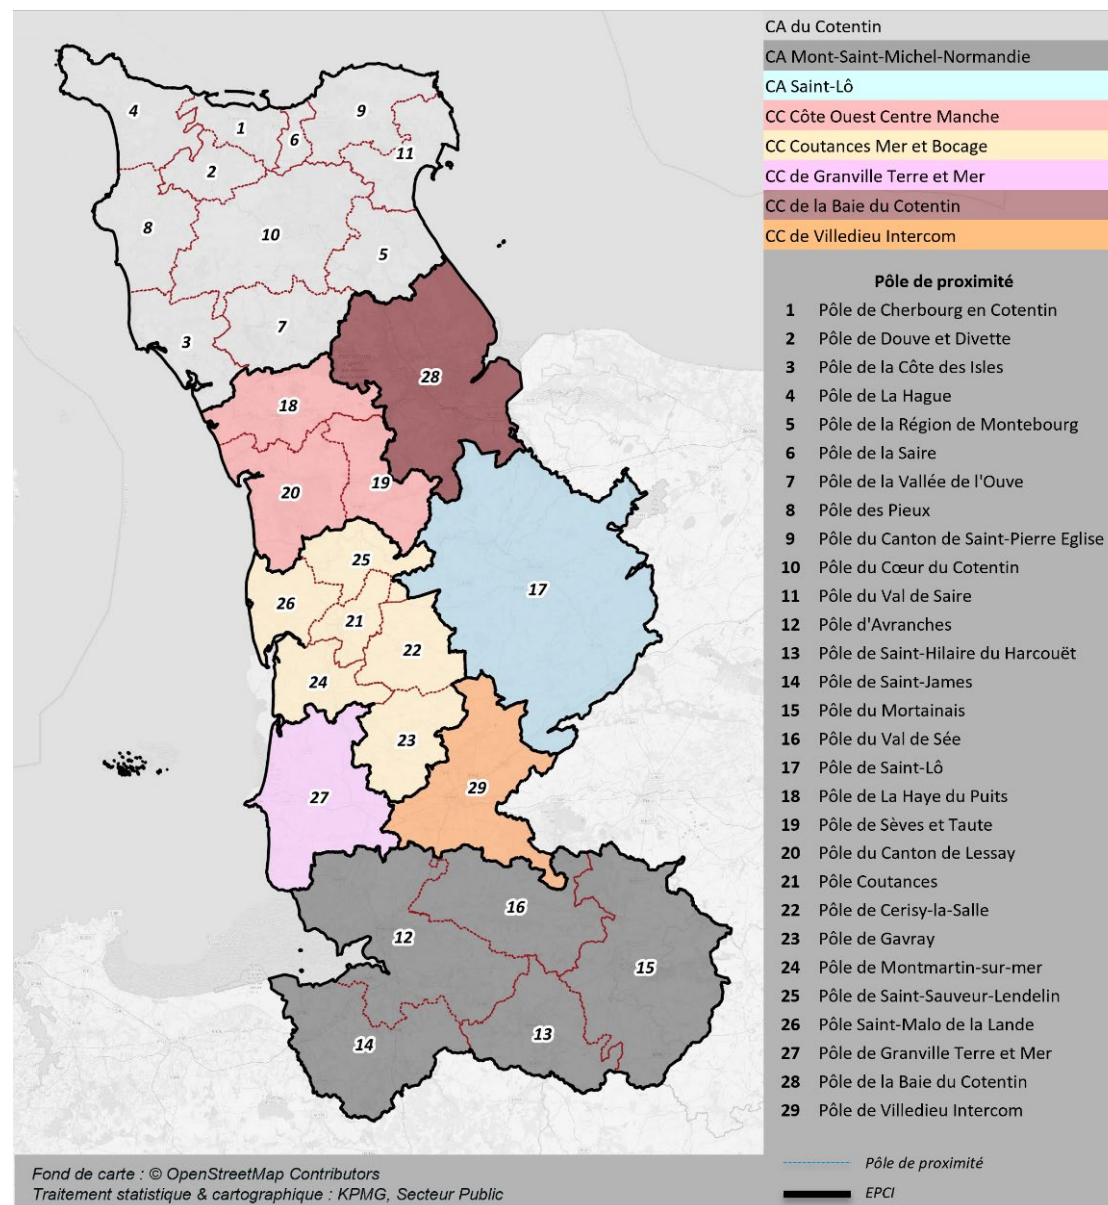 CA du Cotentin
CA Mont-Saint-Michel-Normandie
CA Saint-Lô
CC Côte Ouest Centre Manche
CC Coutances Mer et Bocage
CC de Granville Terre et Mer
CC de la Baie du Cotentin
CC de Villedieu Intercom
Pôle de proximité
1 Pôle de Cherbourg en Cotentin
2 Pôle de Douve et Divette
3 Pôle de la Côte des Isles
4 Pôle de La Hague
5 Pôle de la Région de Montebourg
6 Pôle de la Saire
7 Pôle de la Vallée de l'Ouve
8 Pôle des Pieux
9 Pôle du Canton de Saint-Pierre Eglise
10 Pôle du Cœur du Cotentin
11 Pôle du Val de Saire
12 Pôle d'Avranches
13 Pôle de Saint-Hilaire du Harcouët
14 Pôle de Saint-James
15 Pôle du Mortainais
16 Pôle du Val de Sée
17 Pôle de Saint-Lô
18 Pôle de La Haye du Puits
19 Pôle de Sèves et Taute
20 Pôle du Canton de Lessay
21 Pôle Coutances
22 Pôle de Cerisy-la-Salle
23 Pôle de Gavray
24 Pôle de Montmartin-sur-mer
25 Pôle de Saint-Sauveur-Lendelin
26 Pôle Saint-Malo de la Lande
27 Pôle de Granville Terre et Mer
28 Pôle de la Baie du Cotentin
29 Pôle de Villedieu Intercom
Pôle de proximité
EPCI
4
1
6
9
11
2
8
10
5
3
7
28
18
20
19
25
17
26
21
22
24
23
29
27
16
12
15
13
14
Fond de carte : © OpenStreetMap Contributors
Traitement statistique & cartographique : KPMG, Secteur Public